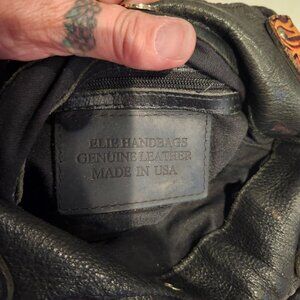 ELIE HANDBAGS
GENUINE LEATHER
MADE IN USA